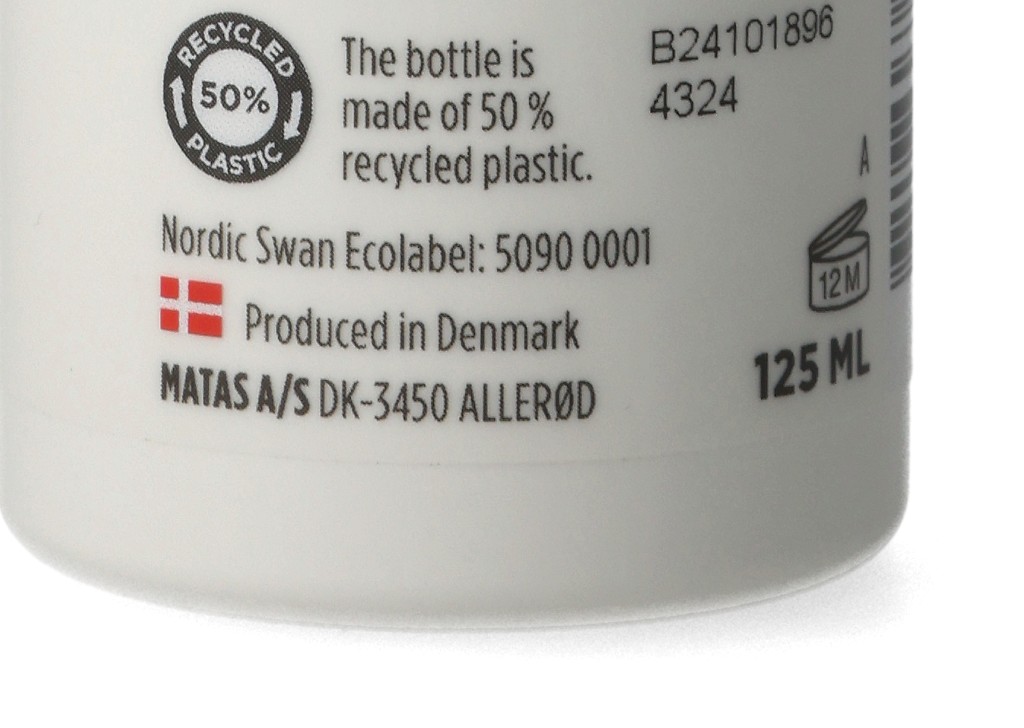 RECYCLED
50%
PLASTIC
The bottle is
made of 50 %
recycled plastic.
B24101896
4324
A
Nordic Swan Ecolabel: 5090 0001
12 M
Produced in Denmark
125 ML
MATAS A/S DK-3450 ALLERØD